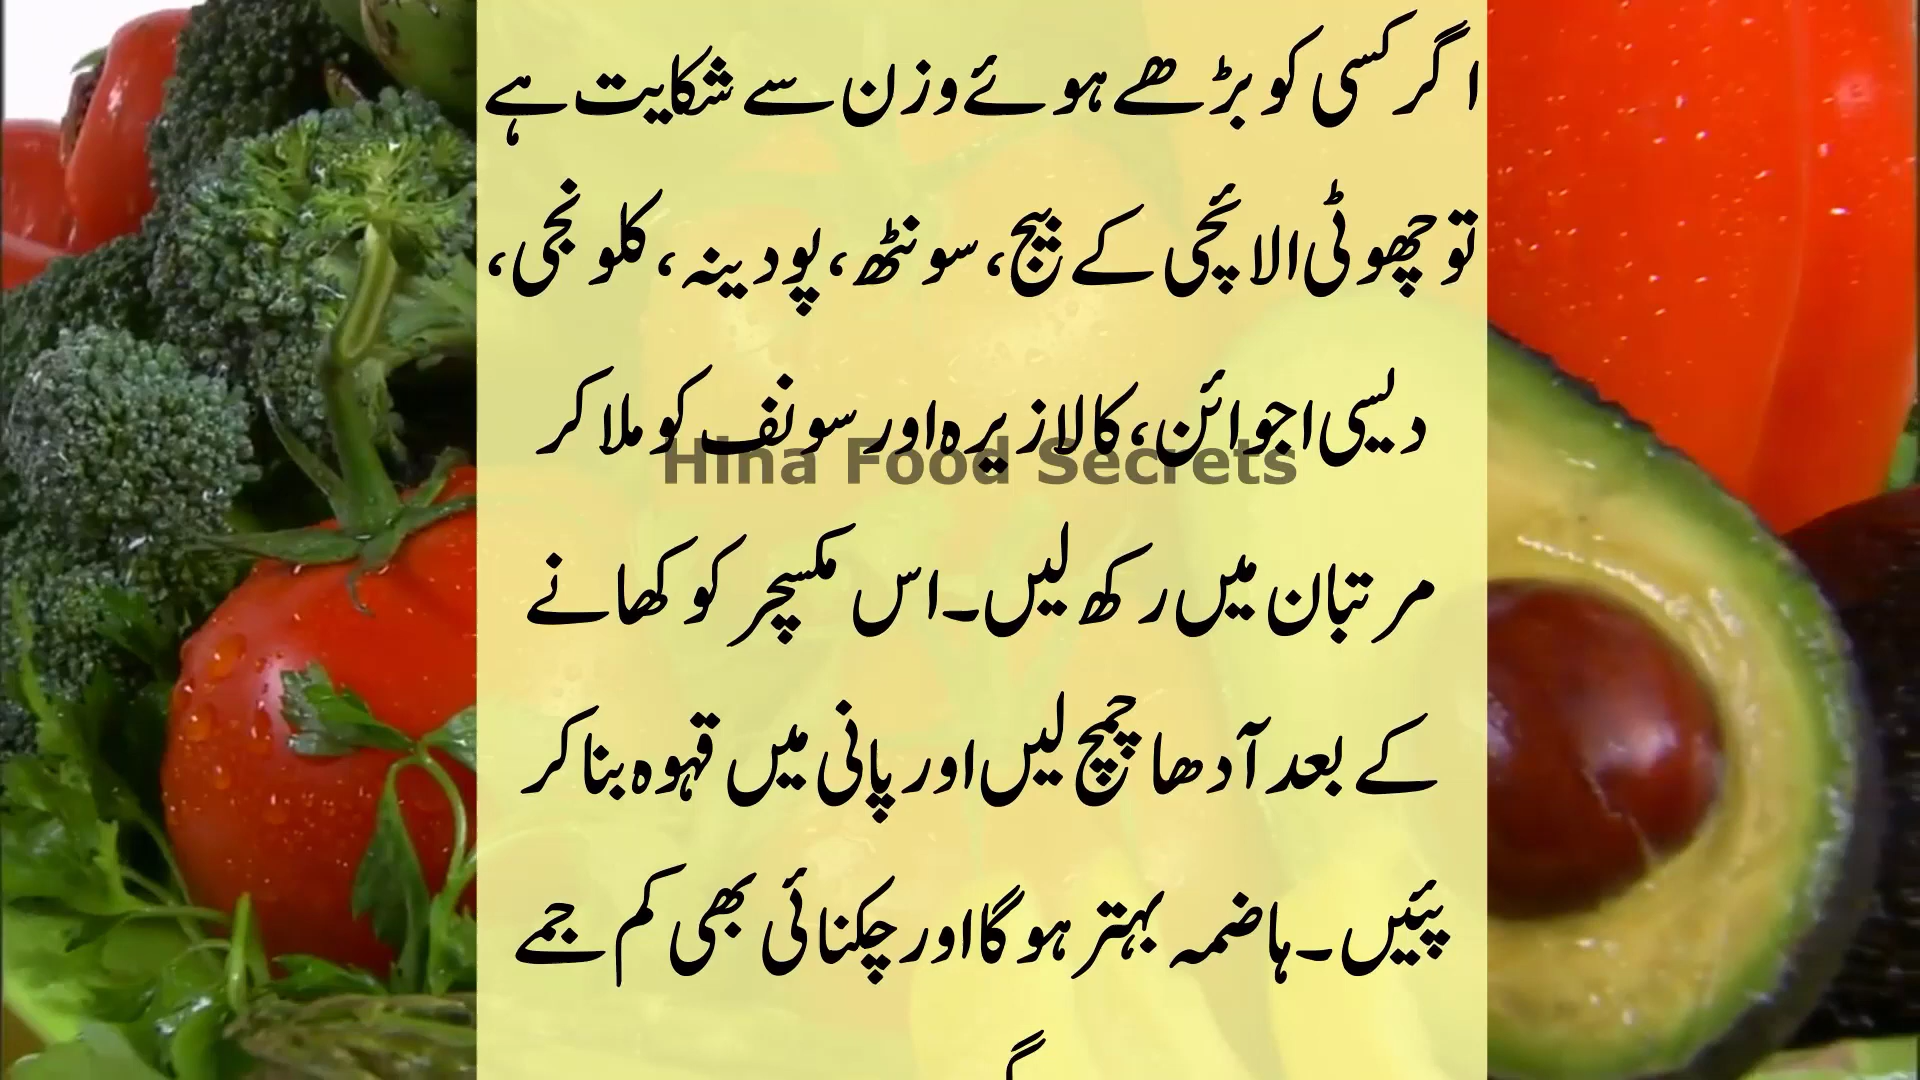 اگر کسی کو بڑھے ہوئے وزن سے شکایت ہے
تو چھوٹی الائچی کے بیج، سونٹھ، پودینہ، کلونجی،
دیسی اجوائن، کالا زیرہ اور سونف کو ملا کر
Hina Food Secrets
مرتبان میں رکھ لیں۔ اس مکسچر کو کھانے
کے بعد آدھا چمچ لیں اور پانی میں قہوہ بنا کر
پئیں۔ ہاضمہ بہتر ہو گا اور چکنائی بھی کم جمے